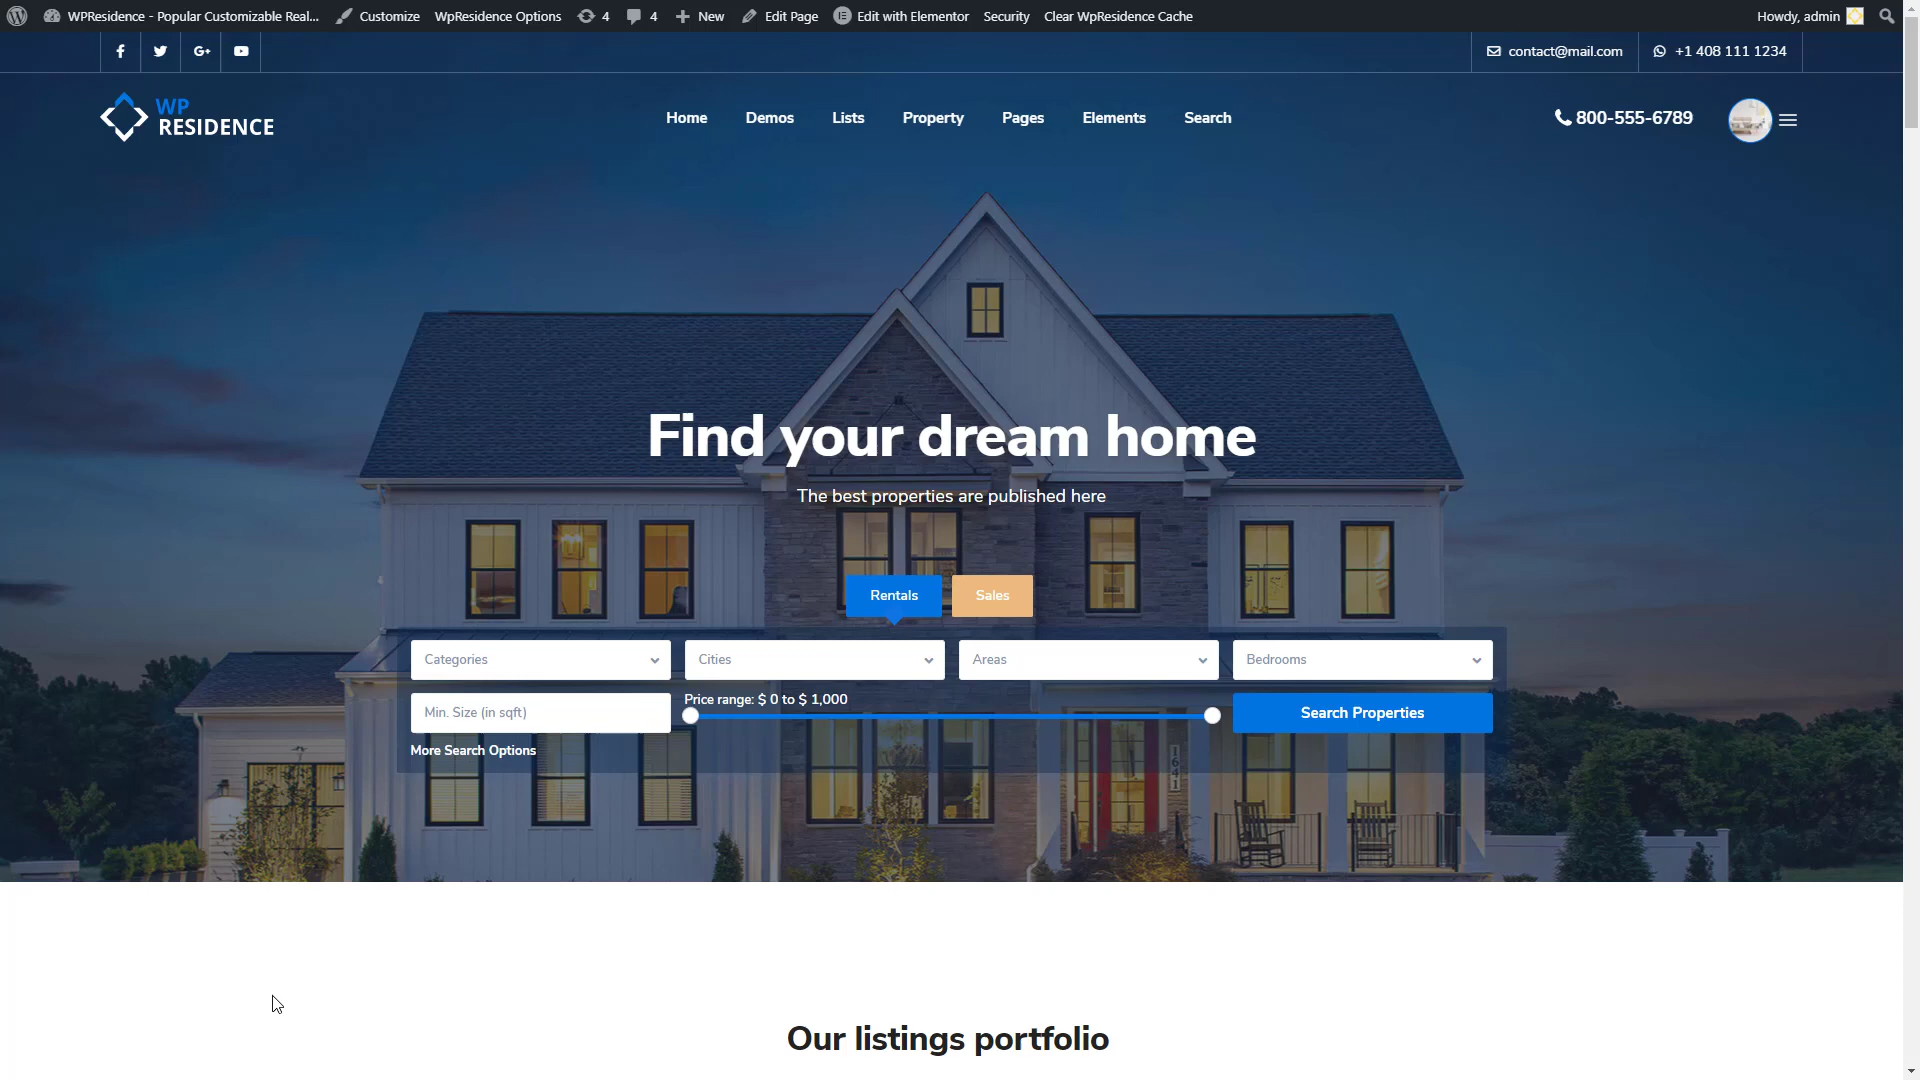 WPResidence - Popular Customizable Real... Customize WpResidence Options 4 4 New Edit Page Edit with Elementor Security Clear WpResidence Cache Howdy, admin
contact@mail.com +1 408 111 1234
WP
RESIDENCE
Home Demos Lists Property Pages Elements Search
800-555-6789
Find your dream home
The best properties are published here
Rentals Sales
Categories Cities Areas Bedrooms
Min. Size (in sqft) Price range: $ 0 to $ 1,000 Search Properties
More Search Options
1641
Our listings portfolio